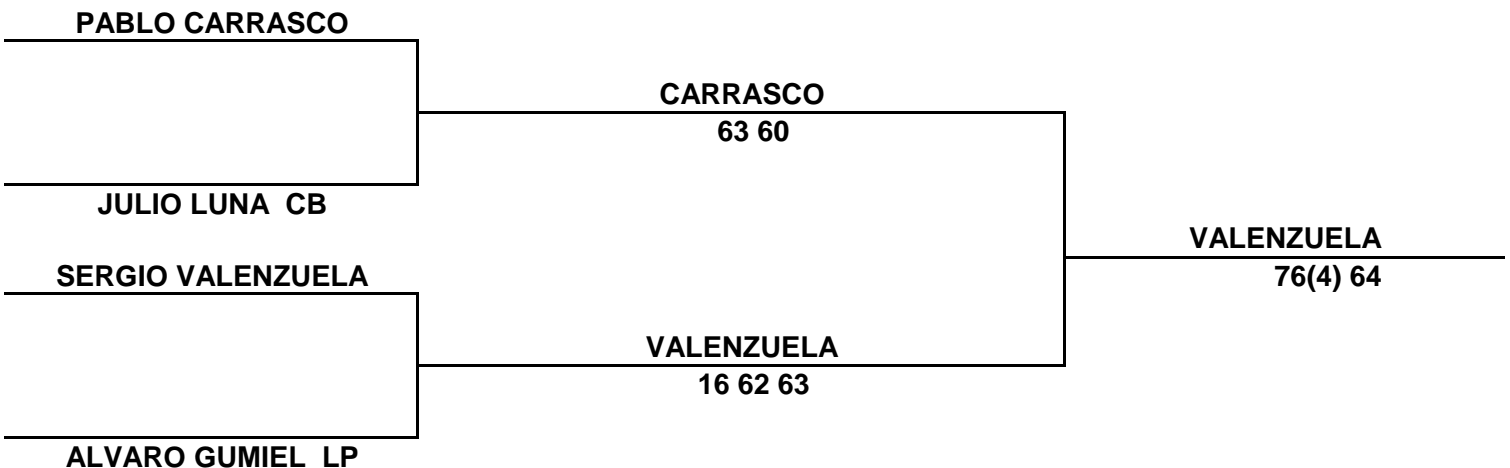 PABLO CARRASCO
CARRASCO
63 60
JULIO LUNA CB
VALENZUELA
76(4) 64
SERGIO VALENZUELA
VALENZUELA
16 62 63
ALVARO GUMIEL LP